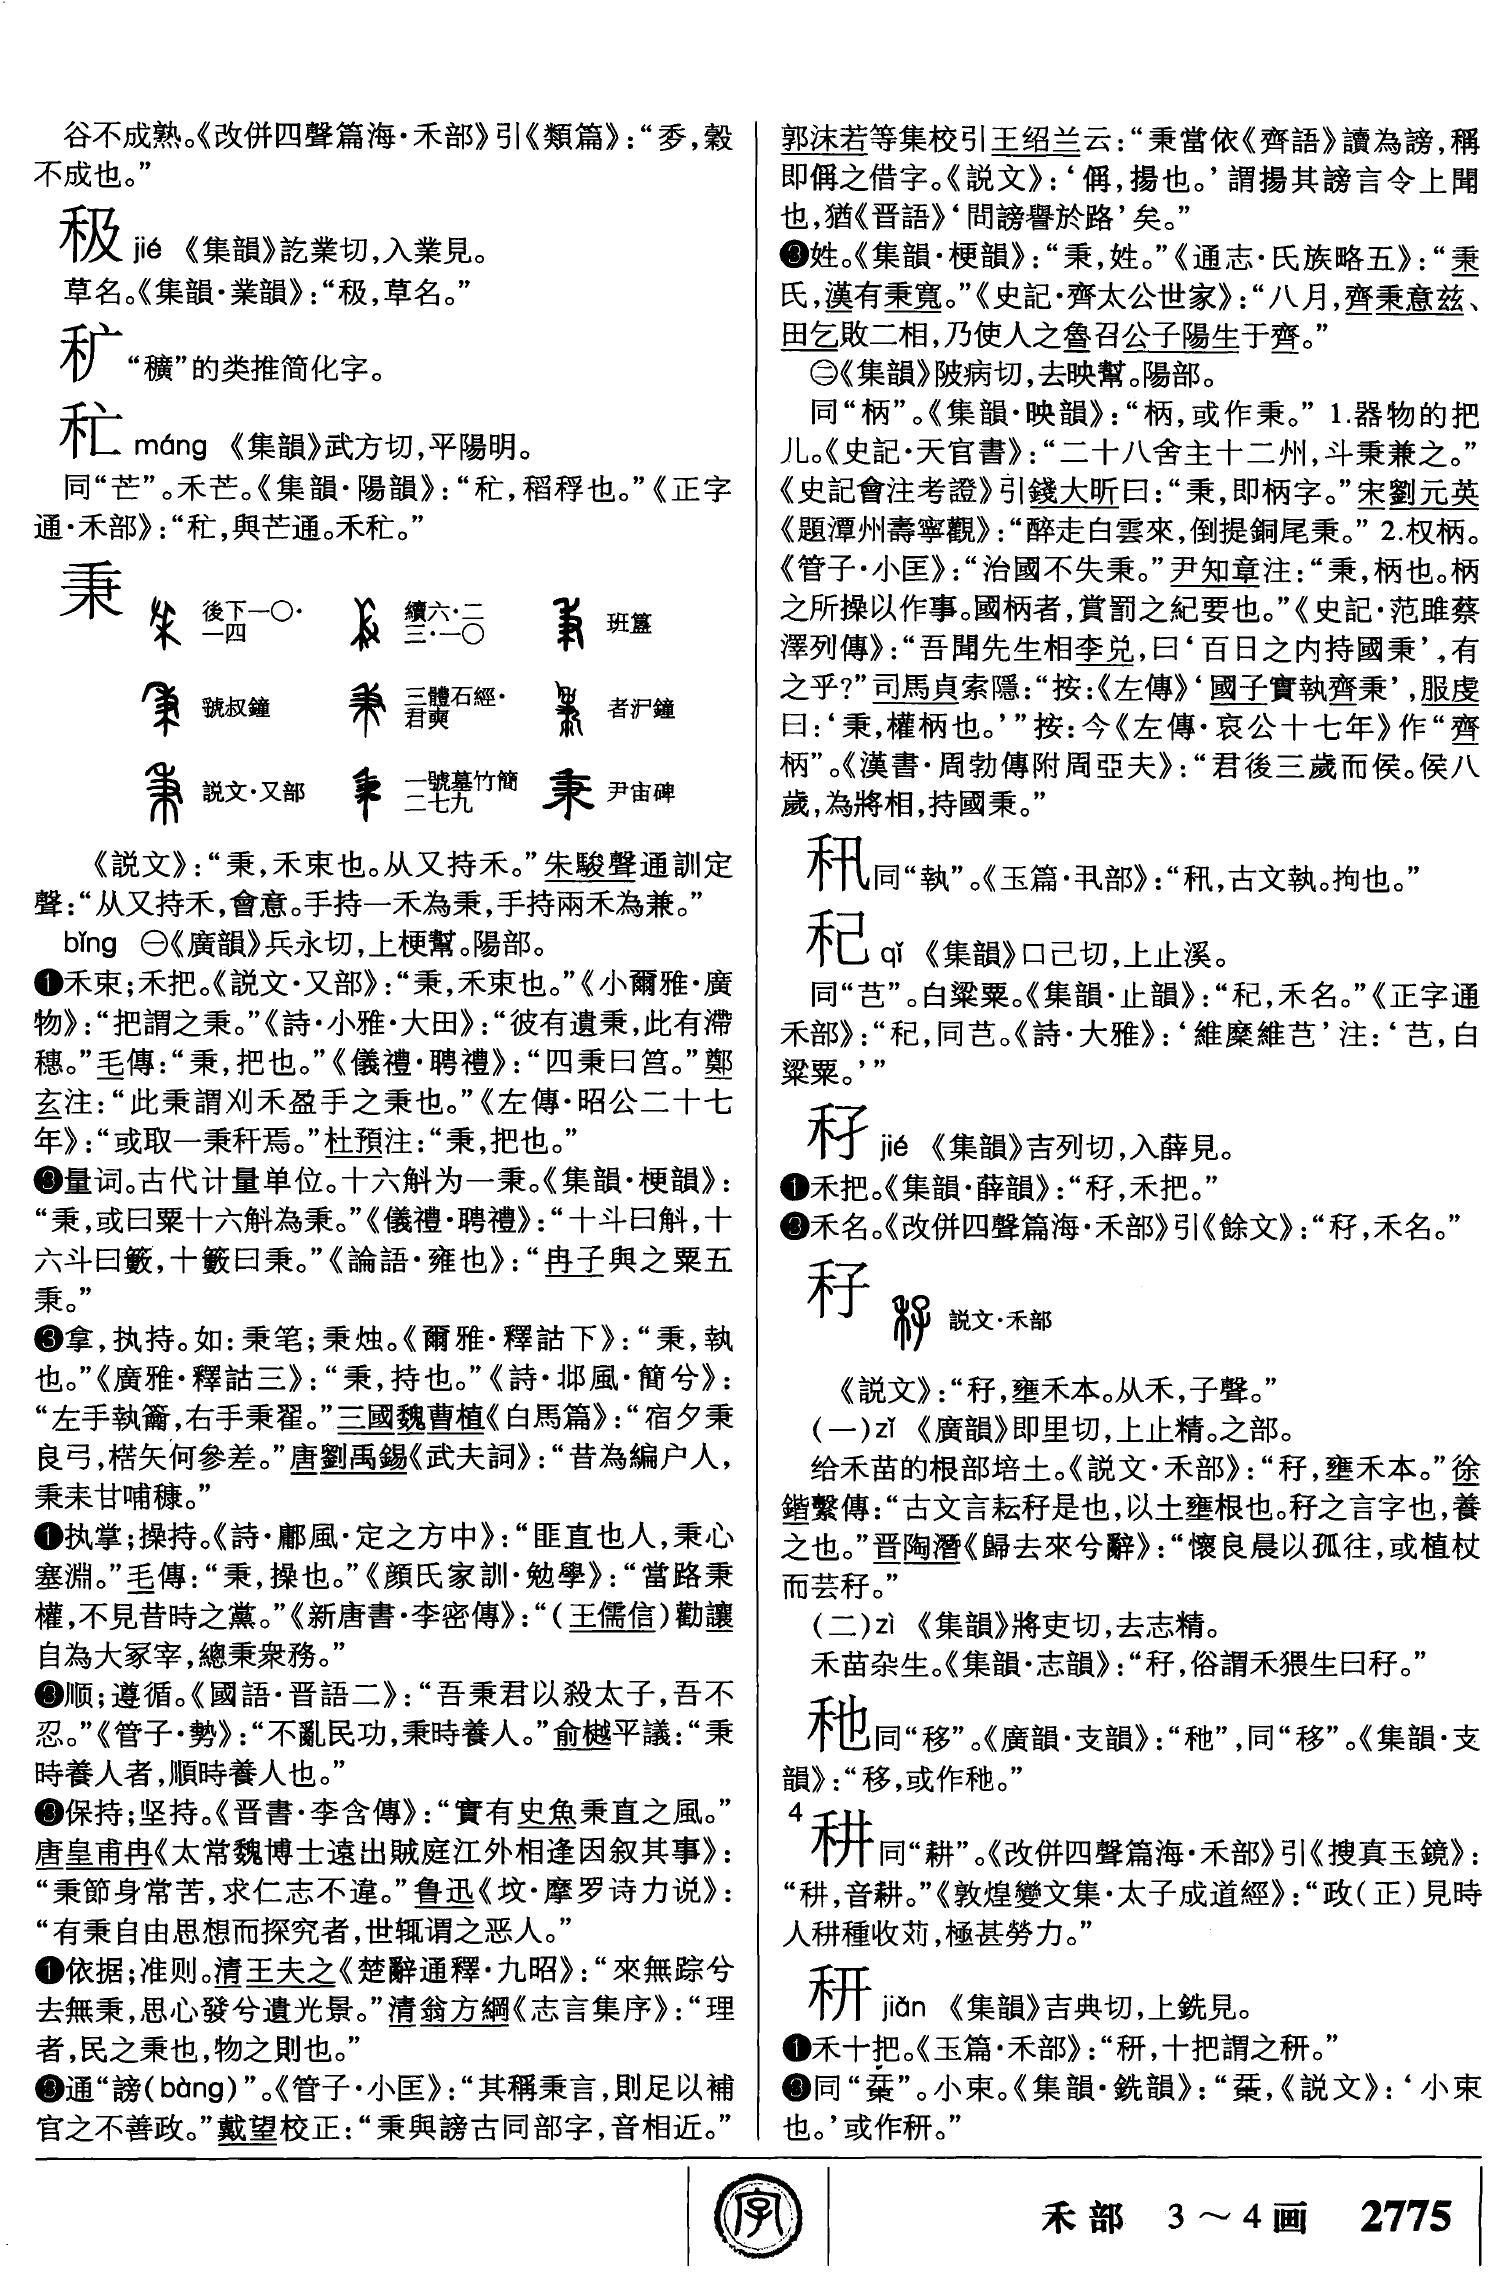 谷不成熟。《改併四聲篇海·禾部》引《類篇》：“䄭，穀
不成也。”
䄯 jié 《集韻》訖業切，入業見。
草名。《集韻·業韻》：“䄯，草名。”
“穬”的类推简化字。
䄮 máng 《集韻》武方切，平陽明。
同“芒”。禾芒。《集韻·陽韻》：“䄮，稻稃也。”《正字
通·禾部》：“䄮，與芒通。禾䄮。”
秉
後下一〇·一四 續六·二三·一〇 班簋
虢叔鐘 三體石經·君奭 者沪鐘
説文·又部 一號墓竹簡二七九 尹宙碑
《説文》：“秉，禾束也。从又持禾。”朱駿聲通訓定
聲：“从又持禾，會意。手持一禾為秉，手持兩禾為兼。”
bǐng ㊀《廣韻》兵永切，上梗幫。陽部。
❶禾束；禾把。《説文·又部》：“秉，禾束也。”《小爾雅·廣
物》：“把謂之秉。”《詩·小雅·大田》：“彼有遺秉，此有滯
穗。”毛傳：“秉，把也。”《儀禮·聘禮》：“四秉曰筥。”鄭
玄注：“此秉謂刈禾盈手之秉也。”《左傳·昭公二十七
年》：“或取一秉秆焉。”杜預注：“秉，把也。”
❸量词。古代计量单位。十六斛为一秉。《集韻·梗韻》：
“秉，或曰粟十六斛為秉。”《儀禮·聘禮》：“十斗曰斛，十
六斗曰籔，十籔曰秉。”《論語·雍也》：“冉子與之粟五
秉。”
❸拿，执持。如：秉笔；秉烛。《爾雅·釋詁下》：“秉，執
也。”《廣雅·釋詁三》：“秉，持也。”《詩·邶風·簡兮》：
“左手執籥，右手秉翟。”三國魏曹植《白馬篇》：“宿夕秉
良弓，楛矢何參差。”唐劉禹錫《武夫詞》：“昔為編户人，
秉耒甘哺糠。”
❶执掌；操持。《詩·鄘風·定之方中》：“匪直也人，秉心
塞淵。”毛傳：“秉，操也。”《顔氏家訓·勉學》：“當路秉
權，不見昔時之黨。”《新唐書·李密傳》：“（王儒信）勸讓
自為大冢宰，總秉衆務。”
❸顺；遵循。《國語·晋語二》：“吾秉君以殺太子，吾不
忍。”《管子·勢》：“不亂民功，秉時養人。”俞樾平議：“秉
時養人者，順時養人也。”
❸保持；坚持。《晋書·李含傳》：“實有史魚秉直之風。”
唐皇甫冉《太常魏博士遠出賊庭江外相逢因叙其事》：
“秉節身常苦，求仁志不違。”鲁迅《坟·摩罗诗力说》：
“有秉自由思想而探究者，世辄谓之恶人。”
❶依据；准则。清王夫之《楚辭通釋·九昭》：“來無踪兮
去無秉，思心發兮遺光景。”清翁方綱《志言集序》：“理
者，民之秉也，物之則也。”
❸通“謗(bàng)”。《管子·小匡》：“其稱秉言，則足以補
官之不善政。”戴望校正：“秉與謗古同部字，音相近。”
郭沫若等集校引王绍兰云：“秉當依《齊語》讀為謗，稱
即偁之借字。《説文》：‘偁，揚也。’謂揚其謗言令上聞
也，猶《晋語》‘問謗譽於路’矣。”
❸姓。《集韻·梗韻》：“秉，姓。”《通志·氏族略五》：“秉
氏，漢有秉寬。”《史記·齊太公世家》：“八月，齊秉意兹、
田乞敗二相，乃使人之魯召公子陽生于齊。”
㊁《集韻》陂病切，去映幫。陽部。
同“柄”。《集韻·映韻》：“柄，或作秉。” 1.器物的把
儿。《史記·天官書》：“二十八舍主十二州，斗秉兼之。”
《史記會注考證》引錢大昕曰：“秉，即柄字。”宋劉元英
《題潭州壽寧觀》：“醉走白雲來，倒提銅尾秉。” 2.权柄。
《管子·小匡》：“治國不失秉。”尹知章注：“秉，柄也。柄
之所操以作事。國柄者，賞罰之紀要也。”《史記·范雎蔡
澤列傳》：“吾聞先生相李兑，曰‘百日之内持國秉’，有
之乎？”司馬貞索隱：“按：《左傳》‘國子實執齊秉’，服虔
曰：‘秉，權柄也。’”按：今《左傳·哀公十七年》作“齊
柄”。《漢書·周勃傳附周亞夫》：“君後三歲而侯。侯八
歲，為將相，持國秉。”
同“執”。《玉篇·丮部》：“，古文執。拘也。”
䄫 qǐ 《集韻》口己切，上止溪。
同“芑”。白粱粟。《集韻·止韻》：“䄫，禾名。”《正字通
禾部》：“䄫，同芑。《詩·大雅》：‘維糜維芑’注：‘芑，白
粱粟。’”
jié 《集韻》吉列切，入薛見。
❶禾把。《集韻·薛韻》：“，禾把。”
❸禾名。《改併四聲篇海·禾部》引《餘文》：“，禾名。”
秄 説文·禾部
《説文》：“秄，壅禾本。从禾，子聲。”
(一)zǐ 《廣韻》即里切，上止精。之部。
给禾苗的根部培土。《説文·禾部》：“秄，壅禾本。”徐
鍇繫傳：“古文言耘秄是也，以土壅根也。秄之言字也，養
之也。”晋陶潛《歸去來兮辭》：“懷良晨以孤往，或植杖
而芸秄。”
(二)zì 《集韻》將吏切，去志精。
禾苗杂生。《集韻·志韻》：“秄，俗謂禾猥生曰秄。”
䄬同“移”。《廣韻·支韻》：“䄬”，同“移”。《集韻·支
韻》：“移，或作䄬。”
4 耕同“耕”。《改併四聲篇海·禾部》引《搜真玉鏡》：
“，音耕。”《敦煌變文集·太子成道經》：“政（正）見時
人種收苅，極甚勞力。”
jiǎn 《集韻》吉典切，上銑見。
❶禾十把。《玉篇·禾部》：“，十把謂之。”
❸同“”。小束。《集韻·銑韻》：“，《説文》：‘小束
也。’或作。”
字
禾部 3～4画 2775